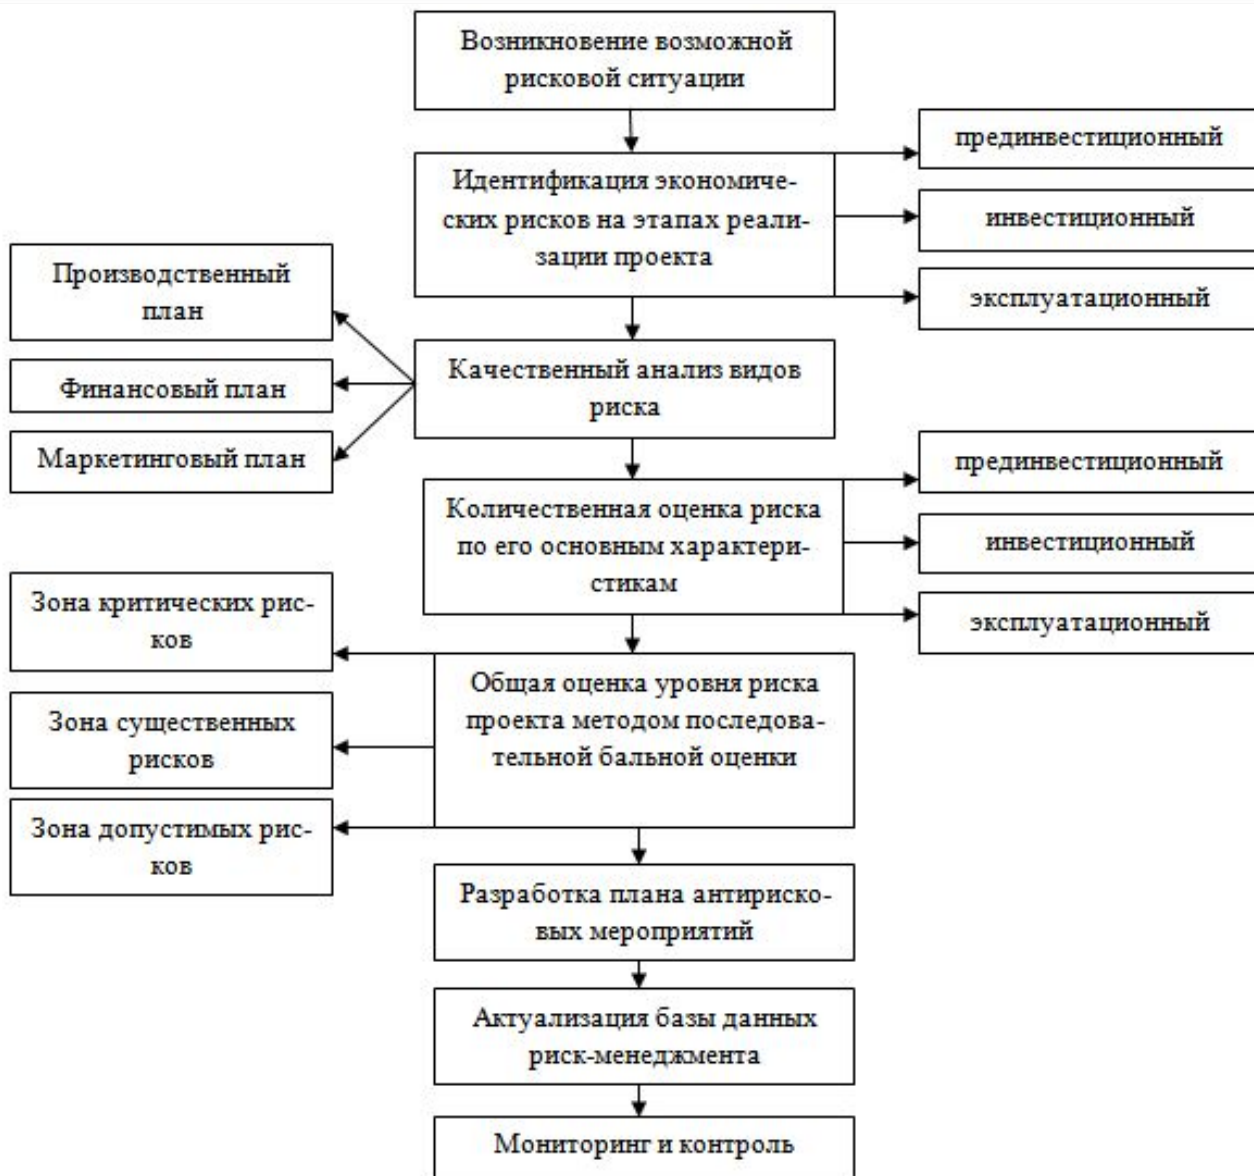 Возникновение возможной
рисковой ситуации
прединвестиционный
Идентификация экономиче-
ских рисков на этапах реали-
зации проекта
инвестиционный
эксплуатационный
Производственный
план
Финансовый план
Маркетинговый план
Качественный анализ видов
риска
прединвестиционный
Количественная оценка риска
по его основным характери-
стикам
инвестиционный
эксплуатационный
Зона критических рис-
ков
Зона существенных
рисков
Зона допустимых рис-
ков
Общая оценка уровня риска
проекта методом последова-
тельной бальной оценки
Разработка плана антириско-
вых мероприятий
Актуализация базы данных
риск-менеджмента
Мониторинг и контроль